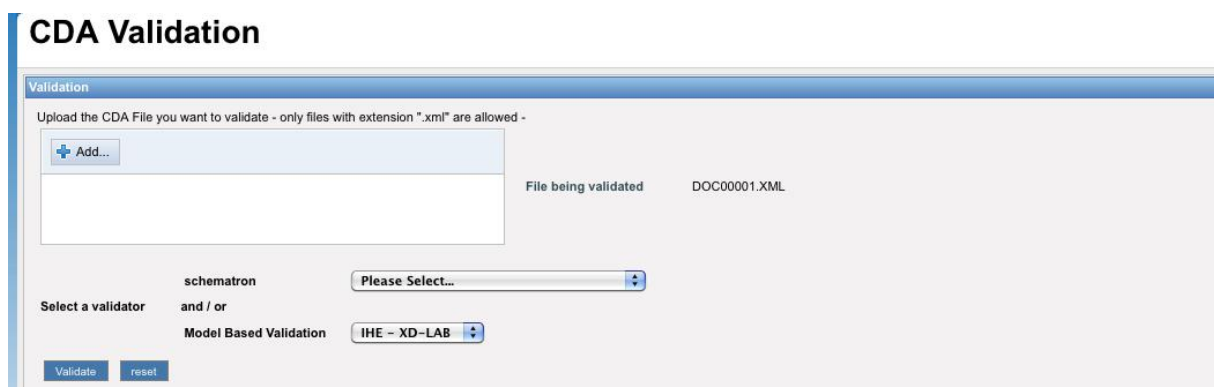 CDA Validation
Validation
Upload the CDA File you want to validate - only files with extension ".xml" are allowed -
Add...
File being validated DOC00001.XML
schematron Please Select...
Select a validator and / or
Model Based Validation IHE - XD-LAB
Validate reset